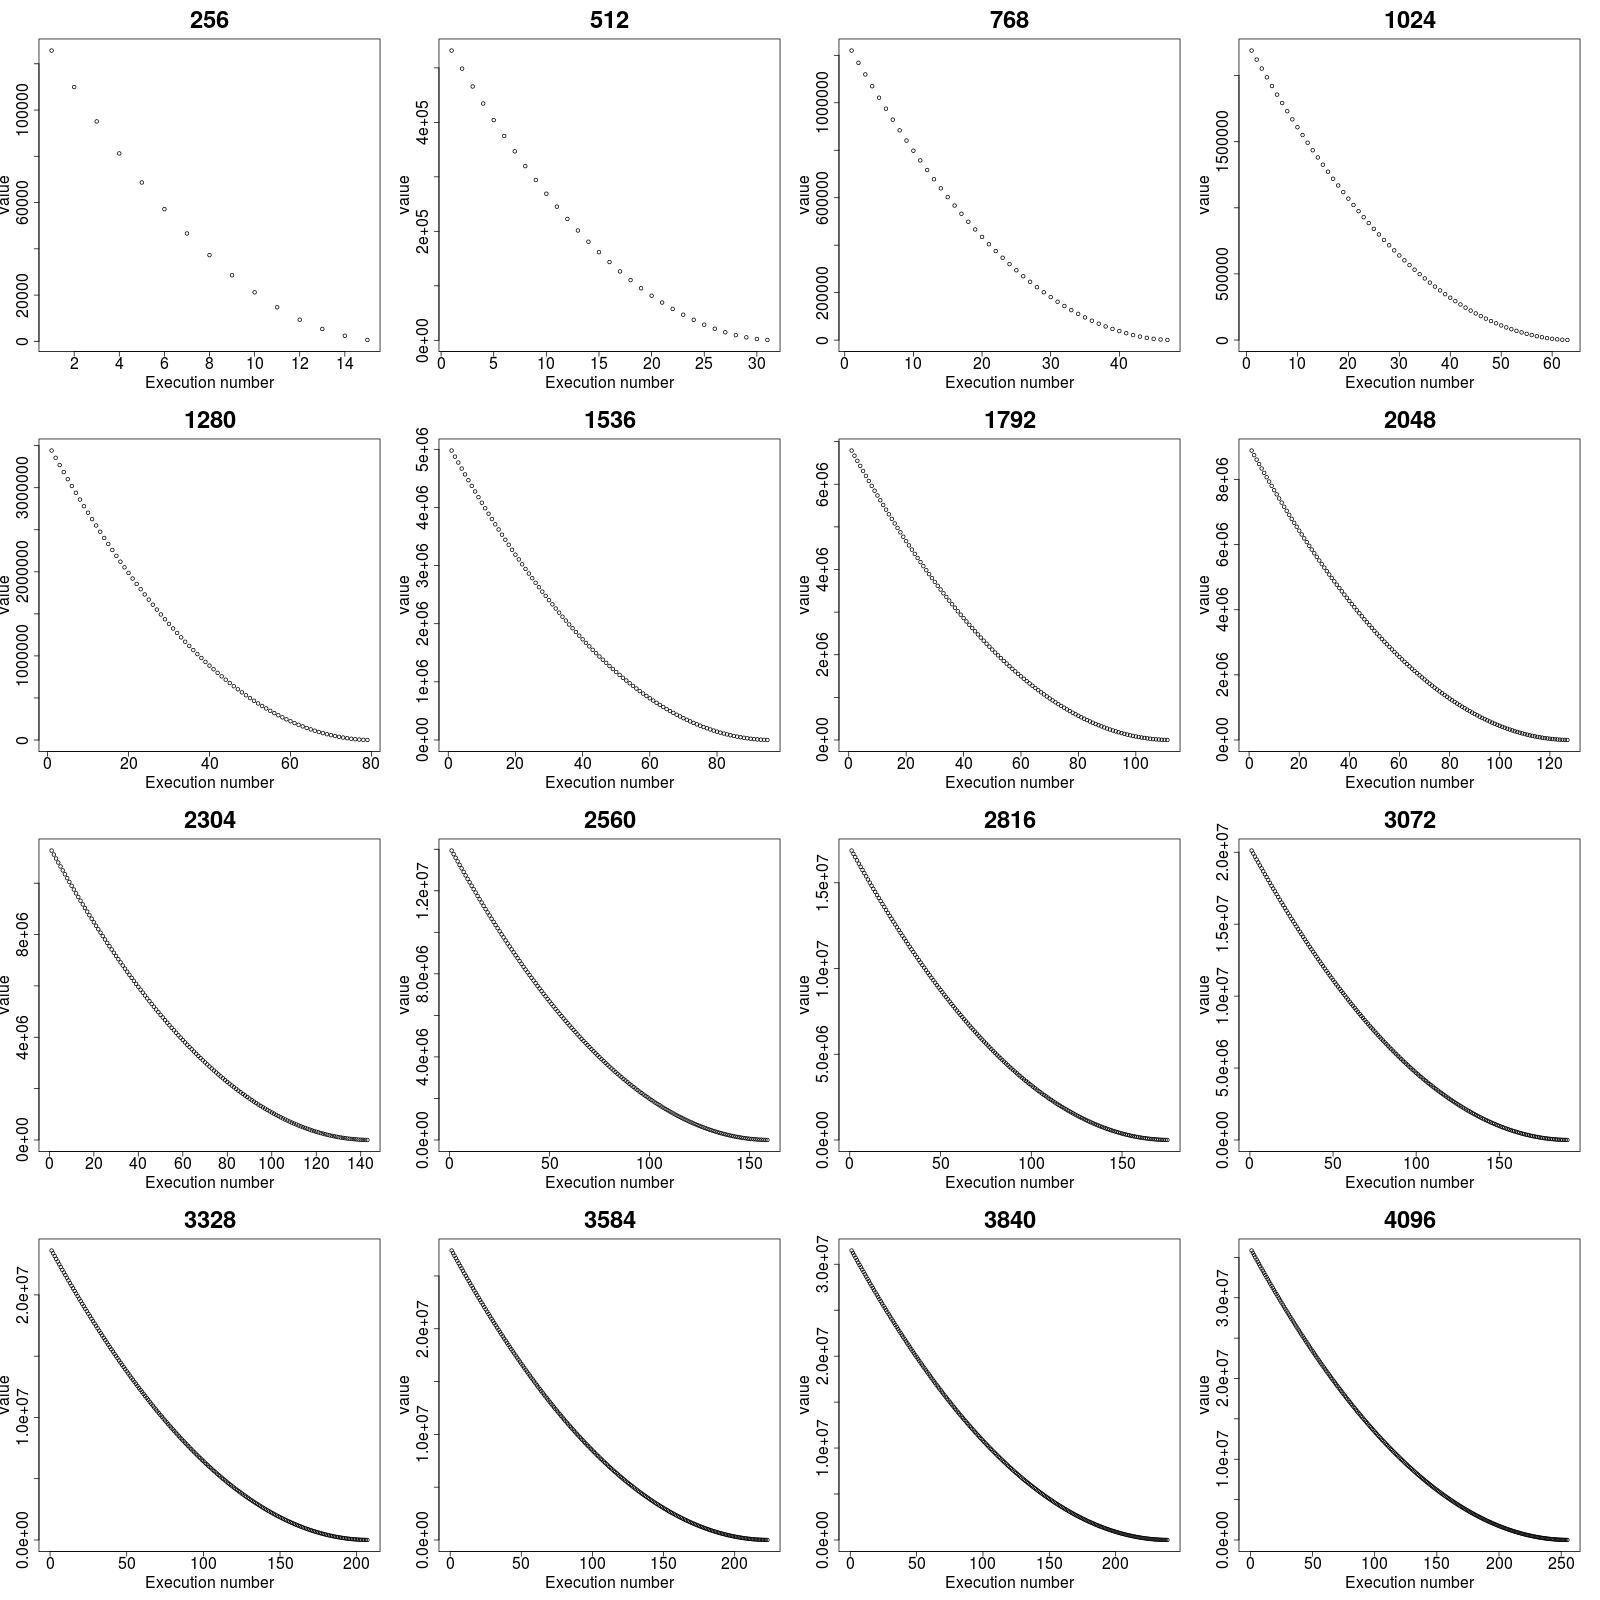 256
value
0 20000 60000 100000
2 4 6 8 10 12 14
Execution number
512
value
0e+00 2e+05 4e+05
0 5 10 15 20 25 30
Execution number
768
value
0 200000 600000 1000000
0 10 20 30 40
Execution number
1024
value
0 500000 1500000
0 10 20 30 40 50 60
Execution number
1280
value
0 1000000 2000000 3000000
0 20 40 60 80
Execution number
1536
value
0e+00 1e+06 2e+06 3e+06 4e+06 5e+06
0 20 40 60 80
Execution number
1792
value
0e+00 2e+06 4e+06 6e+06
0 20 40 60 80 100
Execution number
2048
value
0e+00 2e+06 4e+06 6e+06 8e+06
0 20 40 60 80 100 120
Execution number
2304
value
0e+00 4e+06 8e+06
0 20 40 60 80 100 120 140
Execution number
2560
value
0.0e+00 4.0e+06 8.0e+06 1.2e+07
0 50 100 150
Execution number
2816
value
0.0e+00 5.0e+06 1.0e+07 1.5e+07
0 50 100 150
Execution number
3072
value
0.0e+00 5.0e+06 1.0e+07 1.5e+07 2.0e+07
0 50 100 150
Execution number
3328
value
0.0e+00 1.0e+07 2.0e+07
0 50 100 150 200
Execution number
3584
value
0.0e+00 1.0e+07 2.0e+07
0 50 100 150 200
Execution number
3840
value
0.0e+00 1.0e+07 2.0e+07 3.0e+07
0 50 100 150 200
Execution number
4096
value
0.0e+00 1.0e+07 2.0e+07 3.0e+07
0 50 100 150 200 250
Execution number